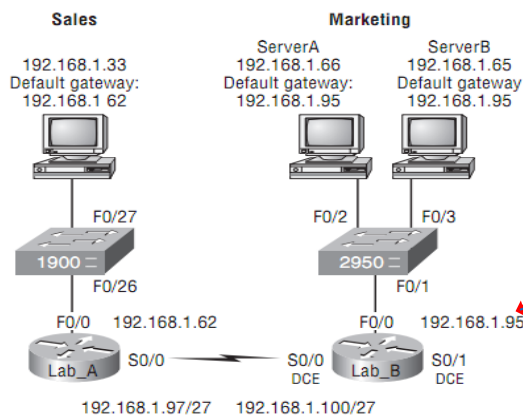 Sales
Marketing
192.168.1.33
Default gateway:
192.168.1 62
ServerA
192.168.1.66
Default gateway:
192.168.1.95
ServerB
192.168.1.65
Default gateway
192.168.1.95
F0/27
F0/2
F0/3
1900
2950
F0/26
F0/1
F0/0
192.168.1.62
F0/0
192.168.1.95
Lab_A
S0/0
S0/0
DCE
Lab_B
S0/1
DCE
192.168.1.97/27
192.168.1.100/27